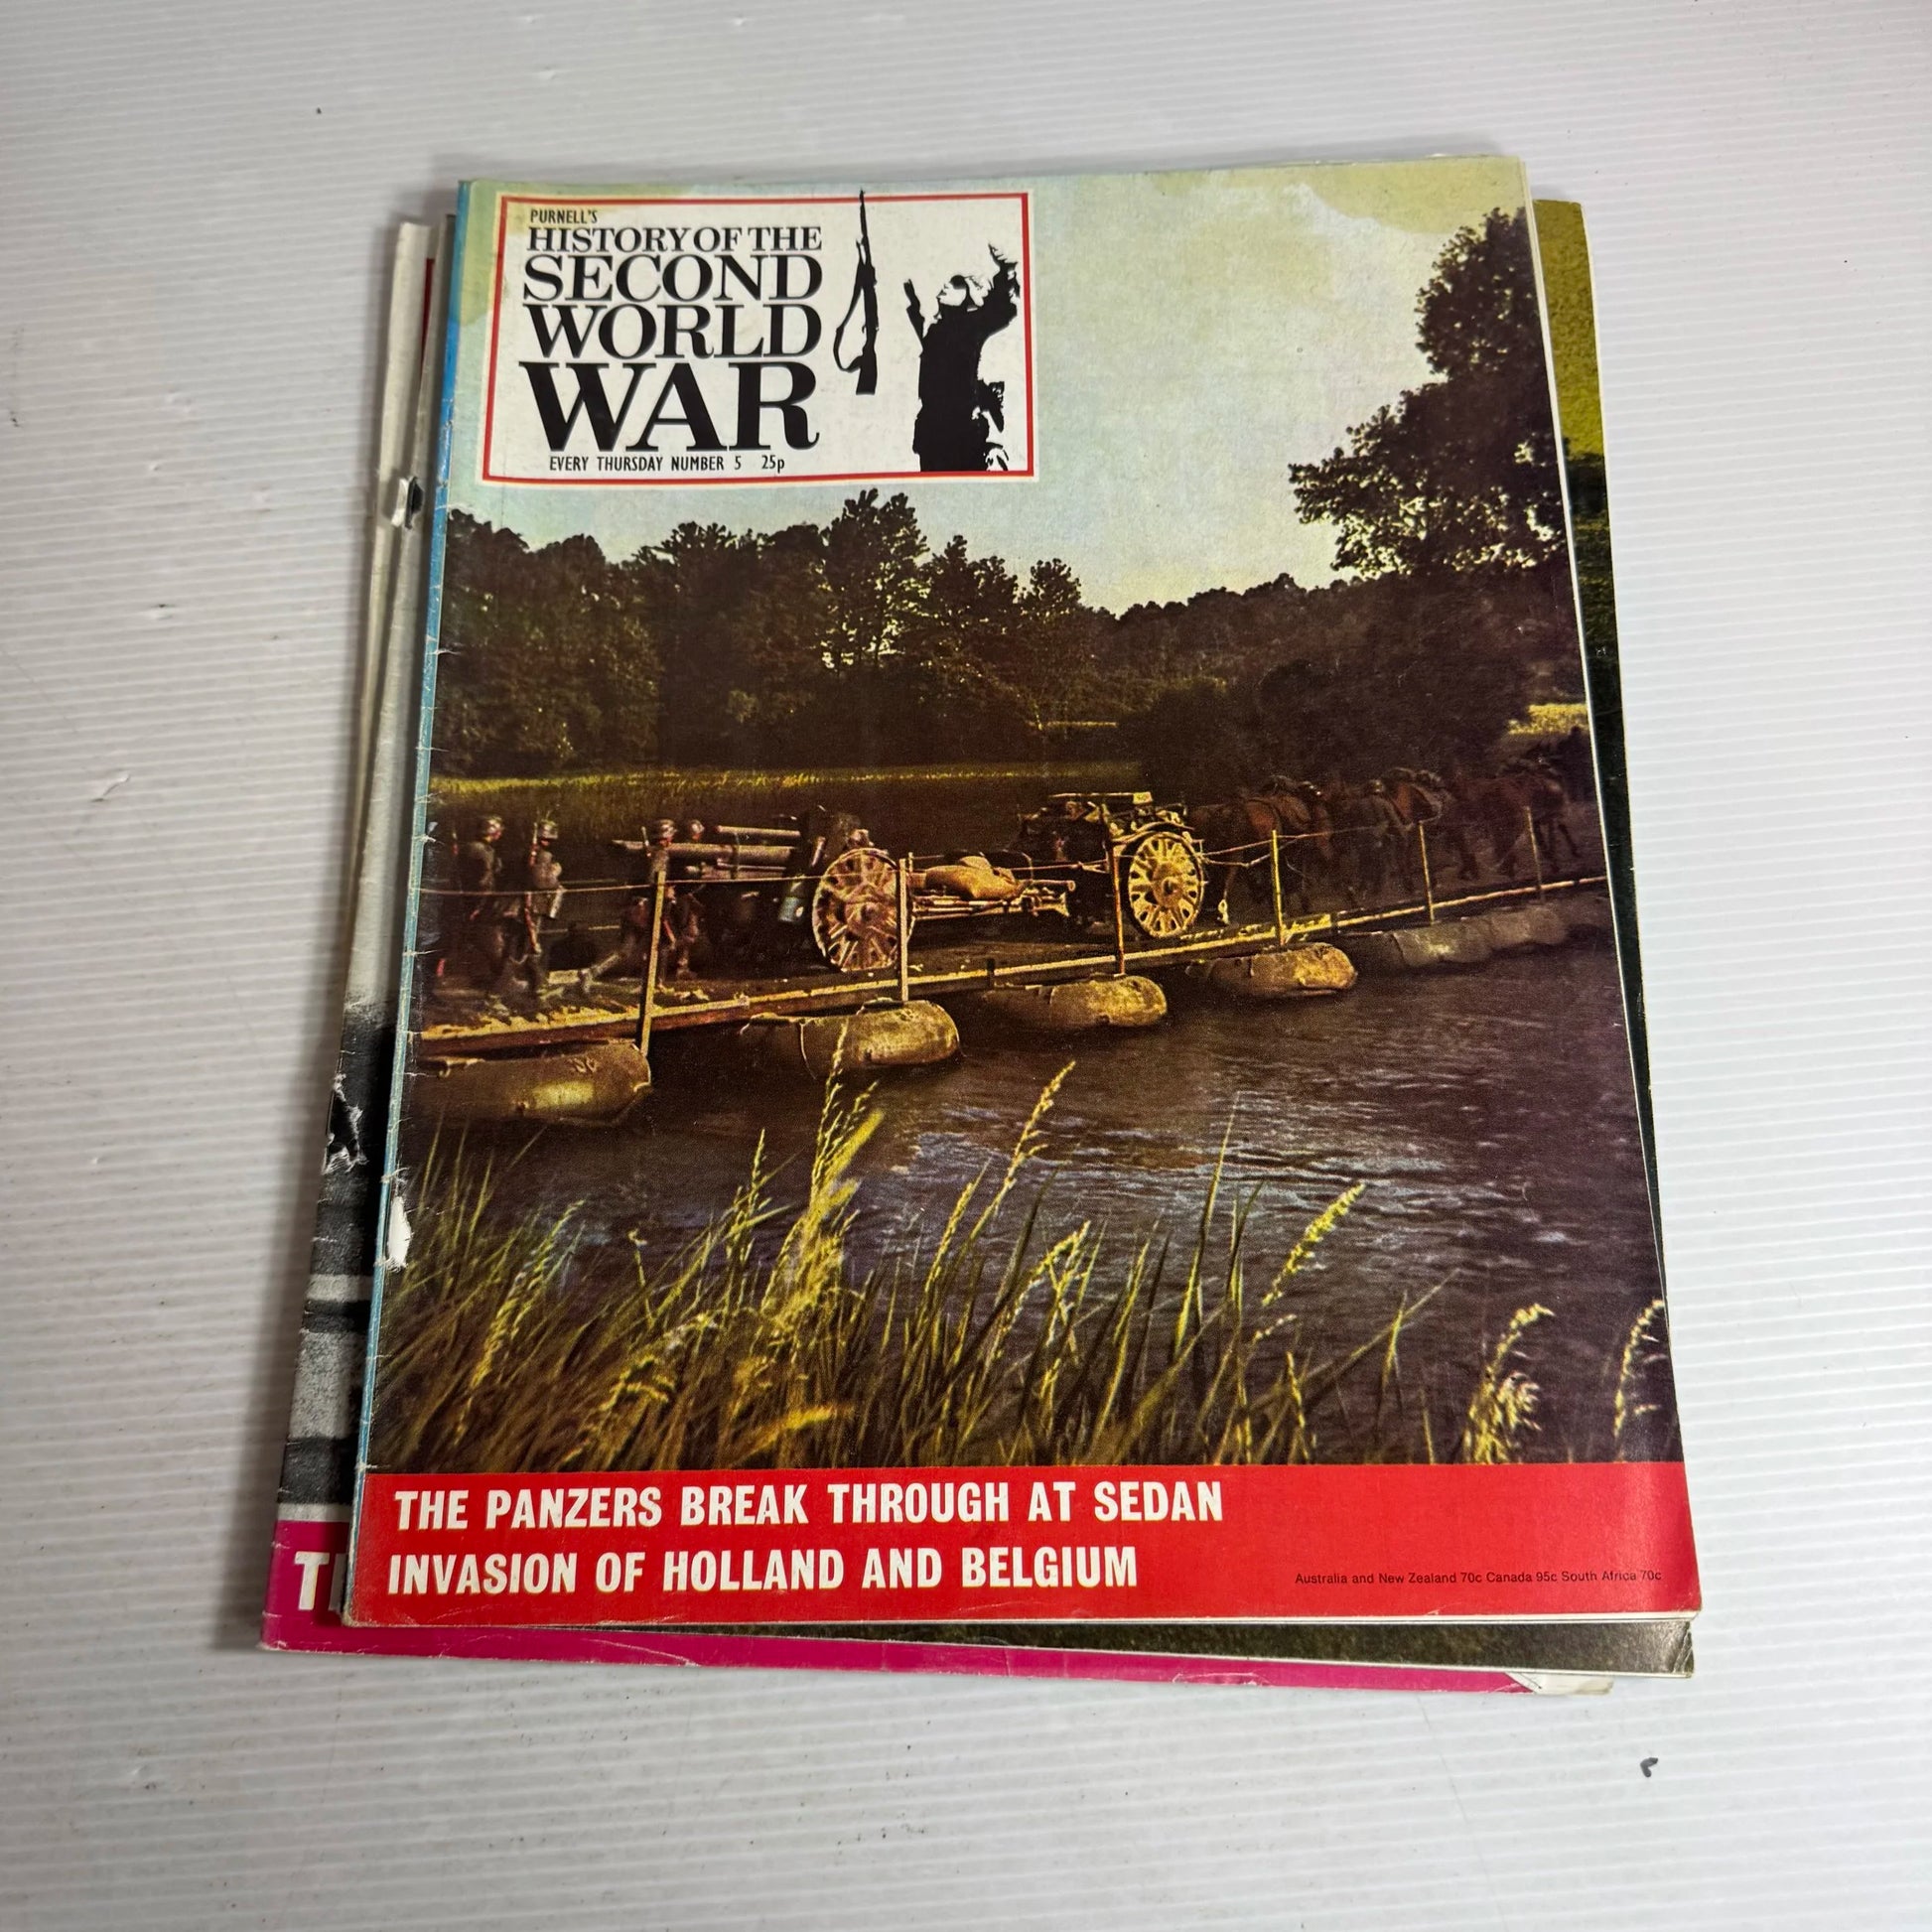 PURNELL'S
HISTORY OF THE
SECOND
WORLD
WAR
EVERY THURSDAY NUMBER 5 25p
THE PANZERS BREAK THROUGH AT SEDAN
INVASION OF HOLLAND AND BELGIUM
Australia and New Zealand 70c Canada 95c South Africa 70c